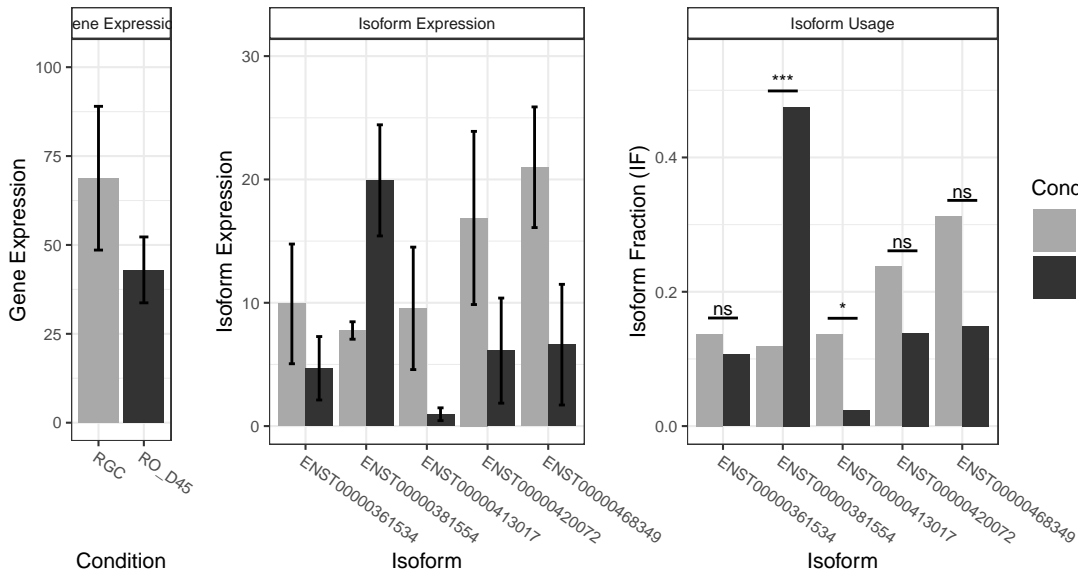 ene Expressio
Gene Expression
100
75
50
25
0
RGC
RO_D45
Condition
Isoform Expression
Isoform Expression
30
20
10
0
ENST00000361534
ENST00000381554
ENST00000413017
ENST00000420072
ENST00000468349
Isoform
Isoform Usage
Isoform Fraction (IF)
0.4
0.2
0.0
ns
***
*
ns
ns
ENST00000361534
ENST00000381554
ENST00000413017
ENST00000420072
ENST00000468349
Isoform
Cond